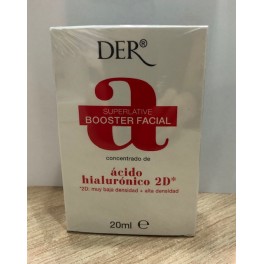 DER®
a
SUPERLATIVE
BOOSTER FACIAL
concentrado de
ácido
hialurónico 2D*
*2D: muy baja densidad + alta densidad
20ml ℮